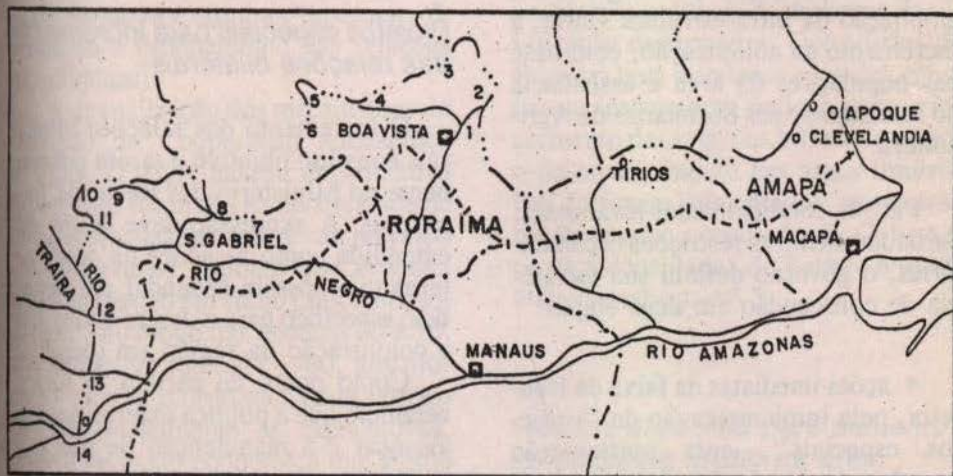 3
5 4 2
6 BOA VISTA 1
OIAPOQUE
CLEVELANDIA
TÍRIOS
AMAPÁ
10 9 8
11 7
S. GABRIEL
RORAIMA
MACAPÁ
TRAIRA
RIO
RIO NEGRO
12
MANAUS
RIO AMAZONAS
13
14